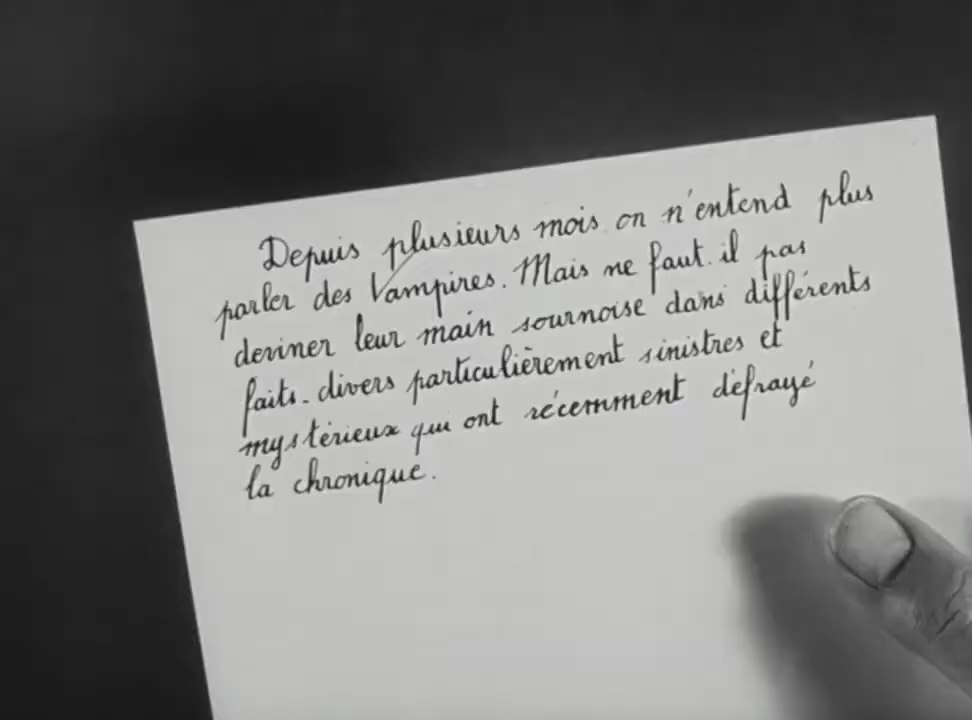 Depuis plusieurs mois on n'entend plus
parler des Vampires. Mais ne faut-il pas
deviner leur main sournoise dans différents
faits-divers particulièrement sinistres et
mystérieux qui ont récemment défrayé
la chronique.